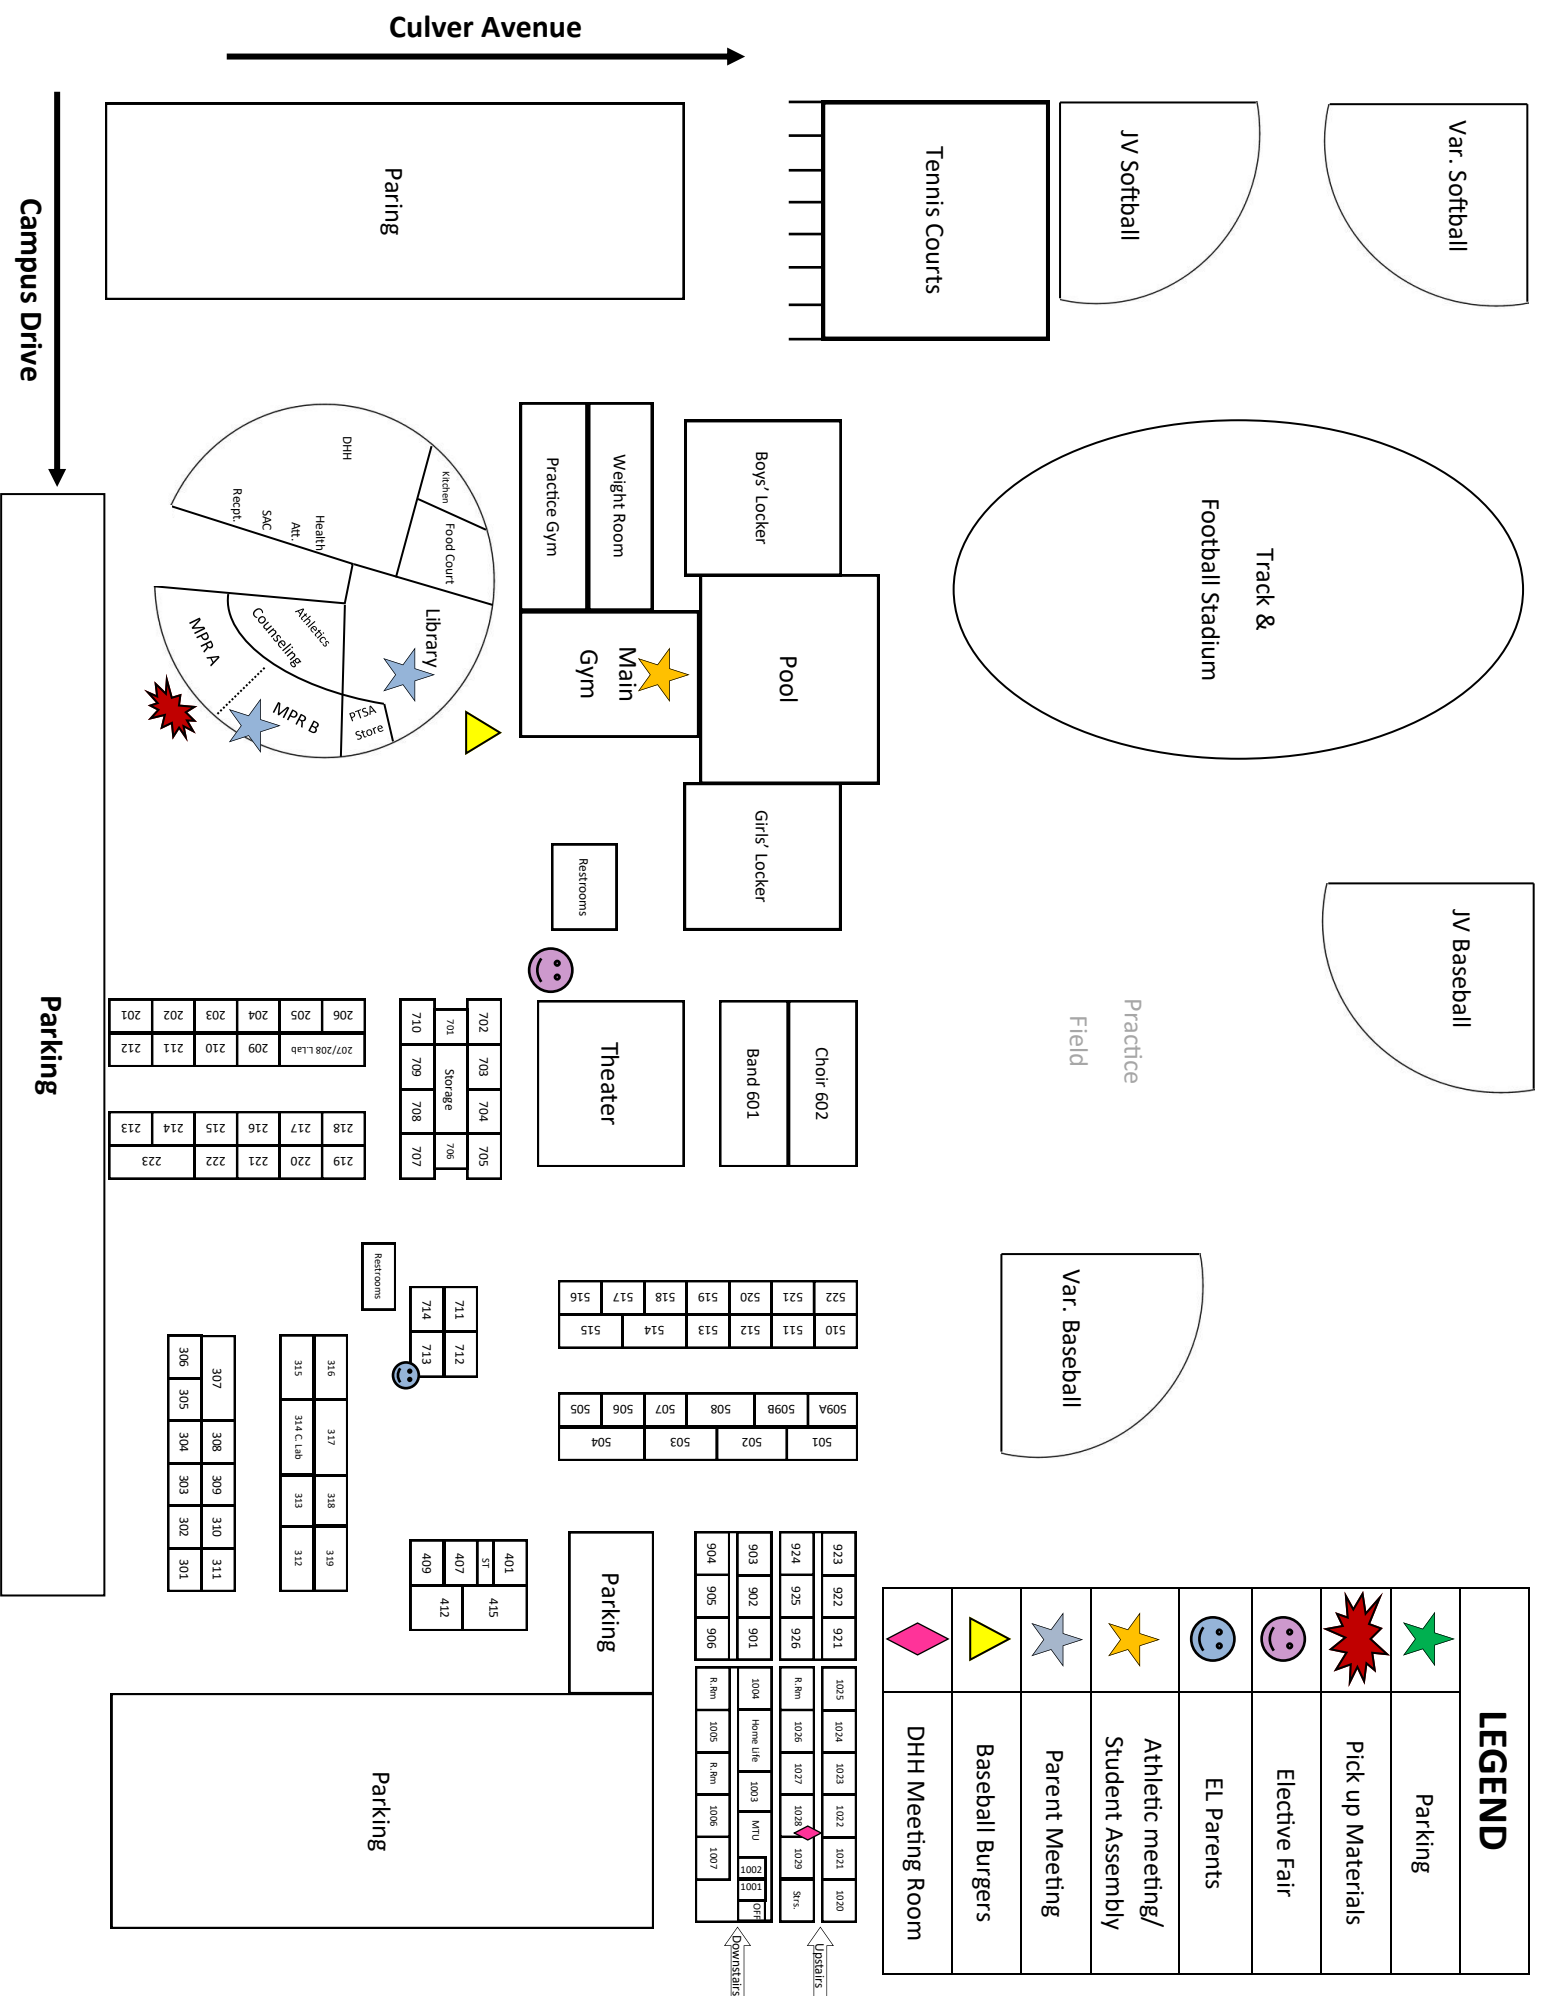 Culver Avenue
Campus Drive
Paring
Tennis Courts
JV Softball
Var. Softball
DHH
Kitchen
Food Court
Recpt.
SAC
Att.
Health
Library
Athletics
Counseling
MPR A
MPR B
PTSA
Store
Practice Gym
Weight Room
Main
Gym
Boys' Locker
Pool
Girls' Locker
Track &
Football Stadium
Restrooms
JV Baseball
Practice
Field
Parking
201
202
203
204
205
206
212
211
210
209
207/208 L.Lab
213
214
215
216
217
218
223
222
221
220
219
710
701
702
709
Storage
703
708
704
707
706
705
Theater
Band 601
Choir 602
Var. Baseball
Restrooms
714
711
713
712
516
517
518
519
520
521
522
515
514
513
512
511
510
505
506
507
508
509B
509A
504
503
502
501
306
307
305
304
308
303
309
302
310
301
311
315
316
314 C. Lab
317
313
318
312
319
409
407
ST
401
412
415
Parking
Parking
904
903
924
923
905
902
925
922
906
901
926
921
R.Rm
1004
R.Rm
1025
1005
Home Life
1026
1024
R.Rm
1003
1027
1023
1006
MTU
1028
1022
1007
1002
1029
1021
1001
OFF
Strs.
1020
Downstairs
Upstairs
LEGEND
Parking
Pick up Materials
Elective Fair
EL Parents
Athletic meeting/
Student Assembly
Parent Meeting
Baseball Burgers
DHH Meeting Room